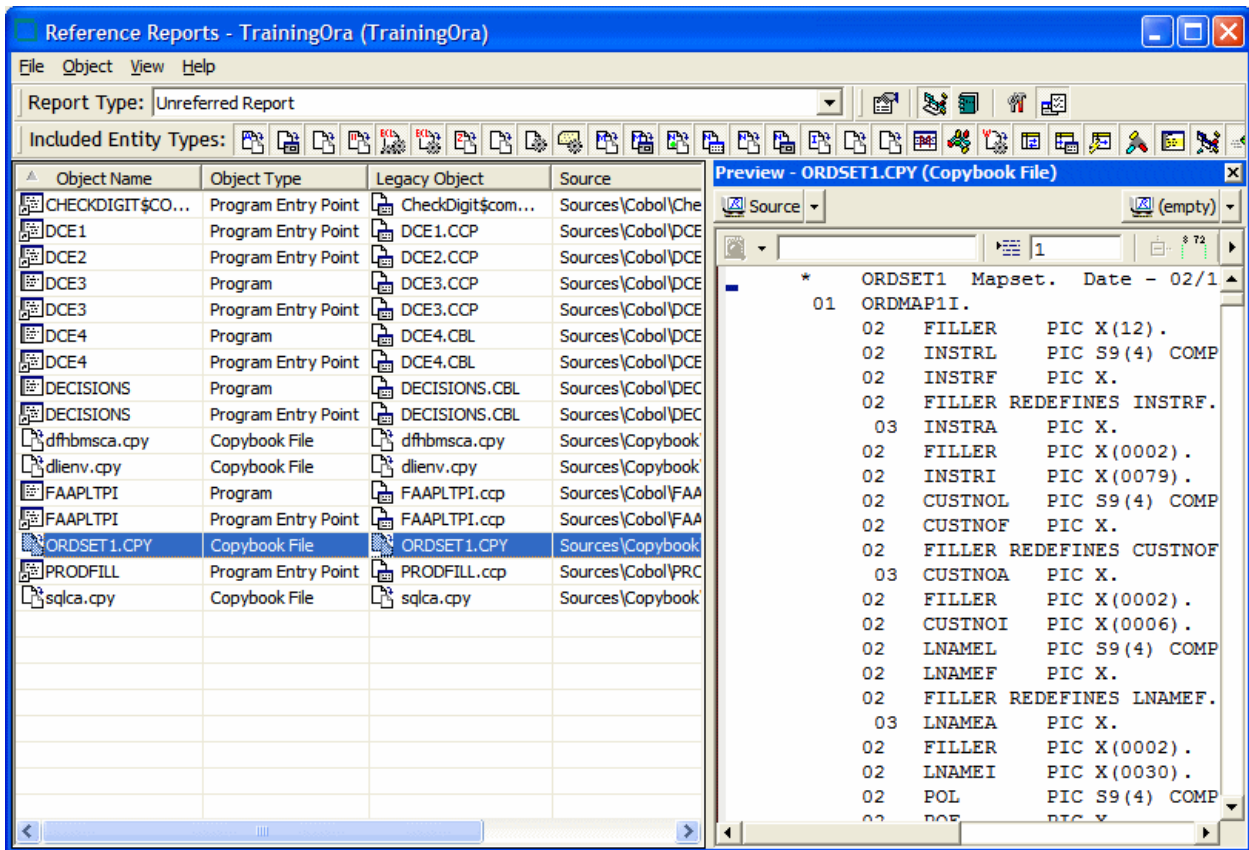 Reference Reports - TrainingOra (TrainingOra)
File Object View Help
Report Type: Unreferred Report
Included Entity Types:
Object Name Object Type Legacy Object Source
CHECKDIGIT$CO... Program Entry Point CheckDigit$com... Sources\Cobol\Che
DCE1 Program Entry Point DCE1.CCP Sources\Cobol\DCE
DCE2 Program Entry Point DCE2.CCP Sources\Cobol\DCE
DCE3 Program DCE3.CCP Sources\Cobol\DCE
DCE3 Program Entry Point DCE3.CCP Sources\Cobol\DCE
DCE4 Program DCE4.CBL Sources\Cobol\DCE
DCE4 Program Entry Point DCE4.CBL Sources\Cobol\DCE
DECISIONS Program DECISIONS.CBL Sources\Cobol\DEC
DECISIONS Program Entry Point DECISIONS.CBL Sources\Cobol\DEC
dfhbmsca.cpy Copybook File dfhbmsca.cpy Sources\Copybook
dlienv.cpy Copybook File dlienv.cpy Sources\Copybook
FAAPLTPI Program FAAPLTPI.ccp Sources\Cobol\FAA
FAAPLTPI Program Entry Point FAAPLTPI.ccp Sources\Cobol\FAA
ORDSET1.CPY Copybook File ORDSET1.CPY Sources\Copybook
PRODFILL Program Entry Point PRODFILL.ccp Sources\Cobol\PRO
sqlca.cpy Copybook File sqlca.cpy Sources\Copybook
Preview - ORDSET1.CPY (Copybook File)
Source (empty)
1 8 72
* ORDSET1 Mapset. Date - 02/1
01 ORDMAP1I.
02 FILLER PIC X(12).
02 INSTRL PIC S9(4) COMP
02 INSTRF PIC X.
02 FILLER REDEFINES INSTRF.
03 INSTRA PIC X.
02 FILLER PIC X(0002).
02 INSTRI PIC X(0079).
02 CUSTNOL PIC S9(4) COMP
02 CUSTNOF PIC X.
02 FILLER REDEFINES CUSTNOF
03 CUSTNOA PIC X.
02 FILLER PIC X(0002).
02 CUSTNOI PIC X(0006).
02 LNAMEL PIC S9(4) COMP
02 LNAMEF PIC X.
02 FILLER REDEFINES LNAMEF.
03 LNAMEA PIC X.
02 FILLER PIC X(0002).
02 LNAMEI PIC X(0030).
02 POL PIC S9(4) COMP
02 POF PIC X